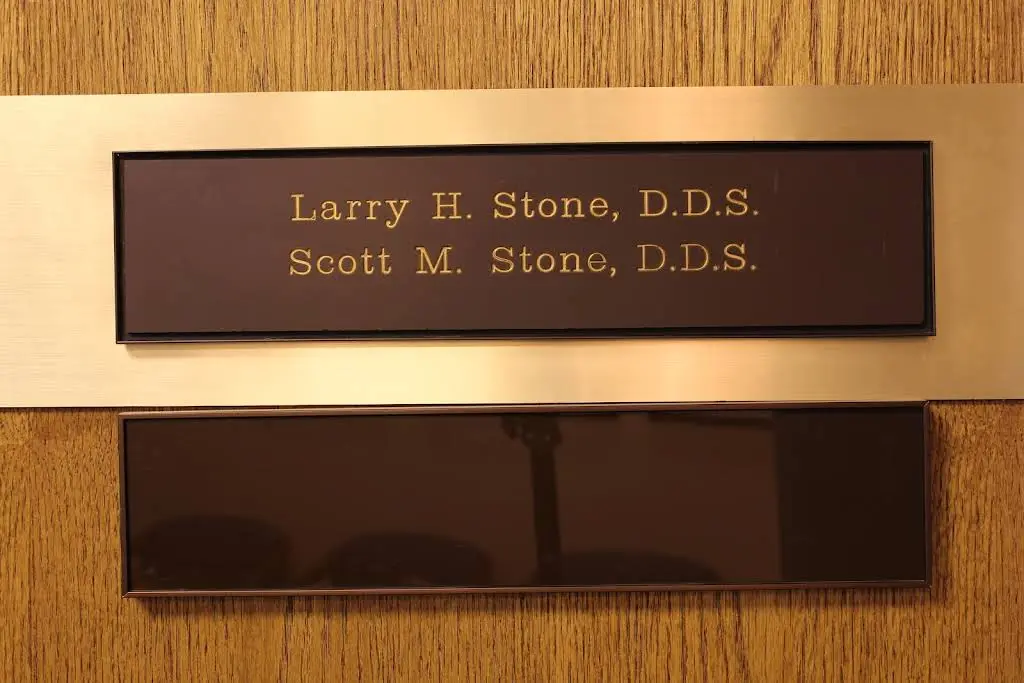 Larry H. Stone, D.D.S.
Scott M. Stone, D.D.S.